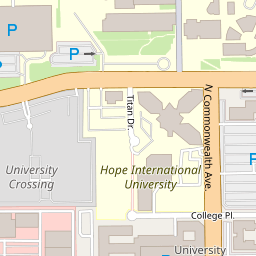 P
P
P
Titan Dr.
N Commonwealth Ave.
University
Crossing
Hope International
University
P
College Pl.
University